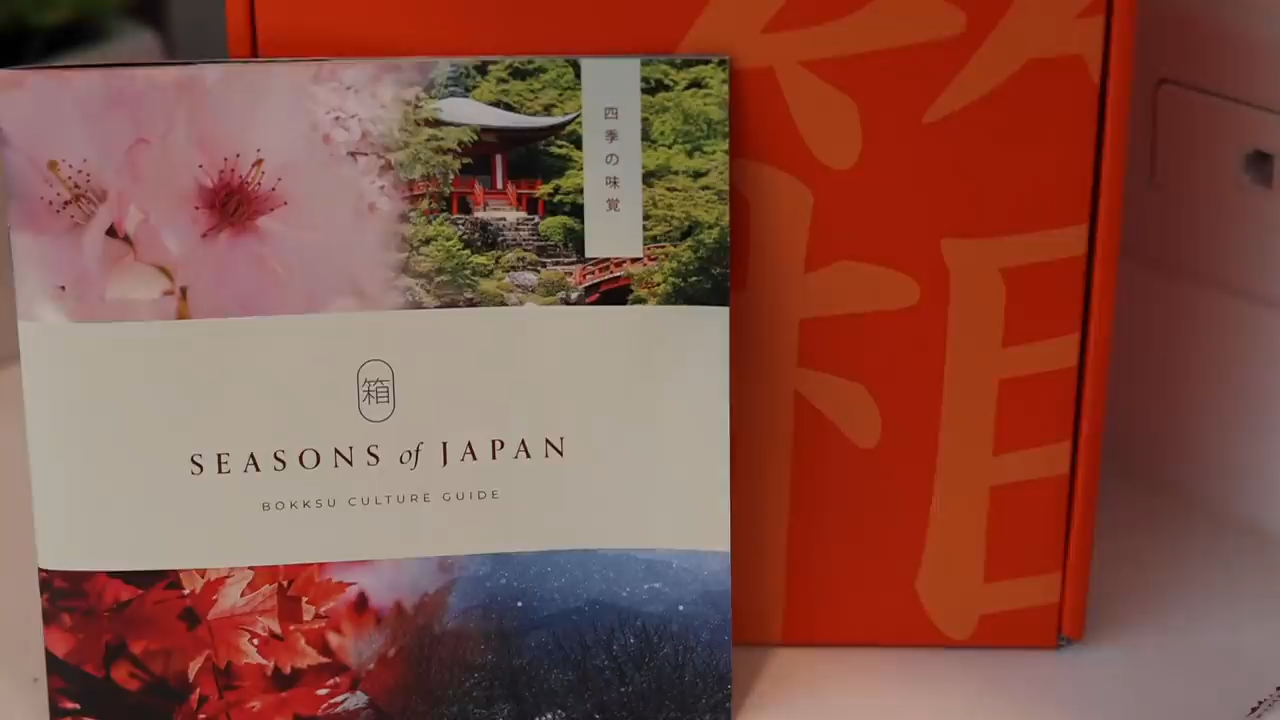 四季の味覚
箱
SEASONS of JAPAN
BOKKSU CULTURE GUIDE